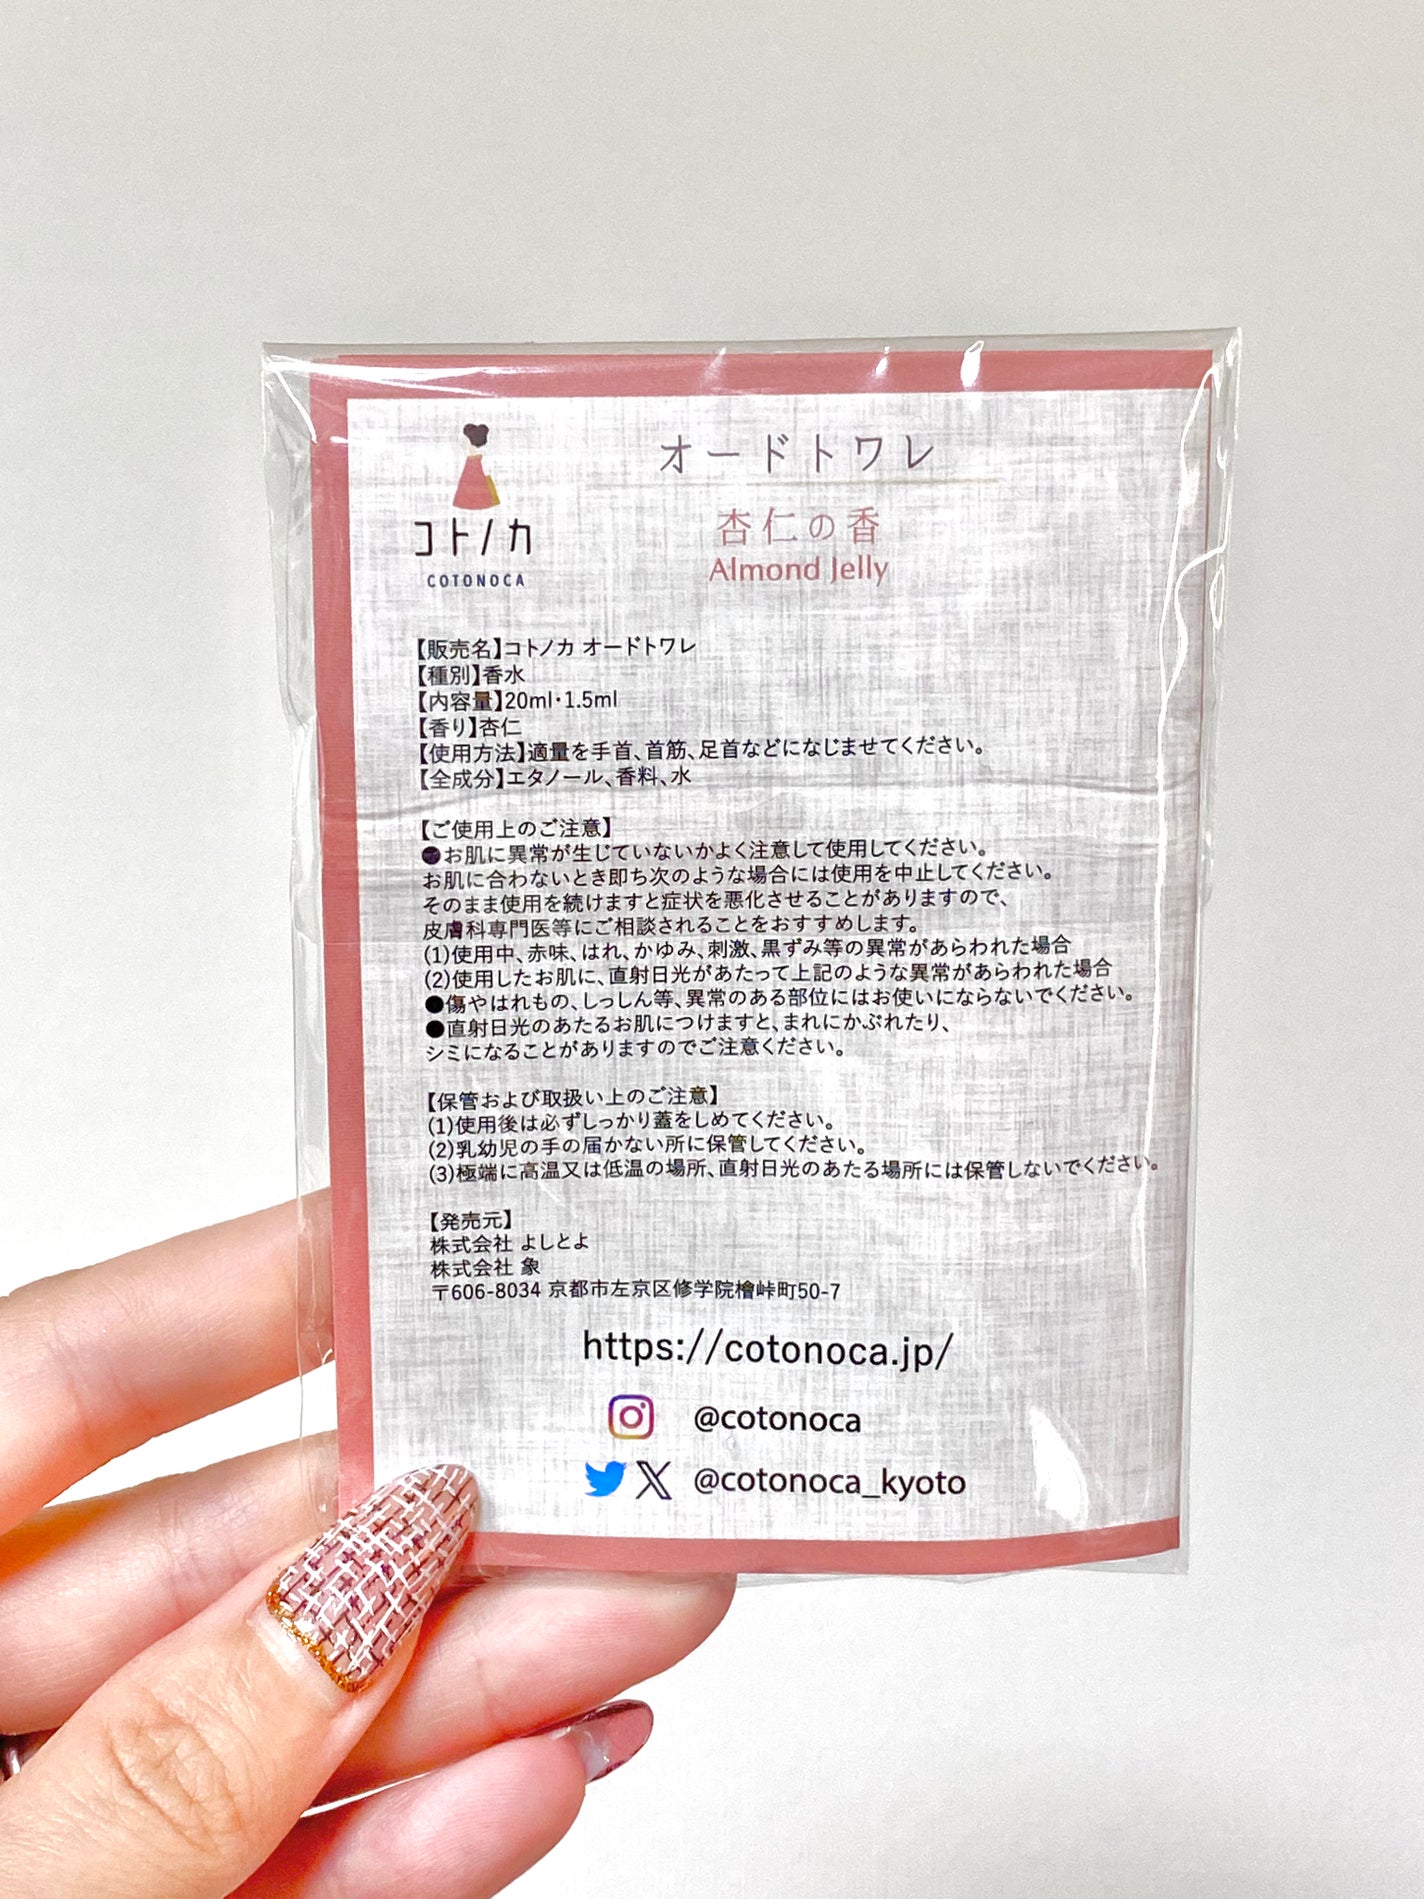 コトノカ
COTONOCA
オードトワレ
杏仁の香
Almond Jelly
【販売名】コトノカ オードトワレ
【種別】香水
【内容量】20ml・1.5ml
【香り】杏仁
【使用方法】適量を手首、首筋、足首などになじませてください。
【全成分】エタノール、香料、水
【ご使用上のご注意】
●お肌に異常が生じていないかよく注意して使用してください。
お肌に合わないとき即ち次のような場合には使用を中止してください。
そのまま使用を続けますと症状を悪化させることがありますので、
皮膚科専門医等にご相談されることをおすすめします。
(1)使用中、赤味、はれ、かゆみ、刺激、黒ずみ等の異常があらわれた場合
(2)使用したお肌に、直射日光があたって上記のような異常があらわれた場合
●傷やはれもの、しっしん等、異常のある部位にはお使いにならないでください。
●直射日光のあたるお肌につけますと、まれにかぶれたり、
シミになることがありますのでご注意ください。
【保管および取扱い上のご注意】
(1)使用後は必ずしっかり蓋をしめてください。
(2)乳幼児の手の届かない所に保管してください。
(3)極端に高温又は低温の場所、直射日光のあたる場所には保管しないでください。
【発売元】
株式会社 よしとよ
株式会社 象
〒606-8034 京都市左京区修学院檜峠町50-7
https://cotonoca.jp/
@cotonoca
@cotonoca_kyoto